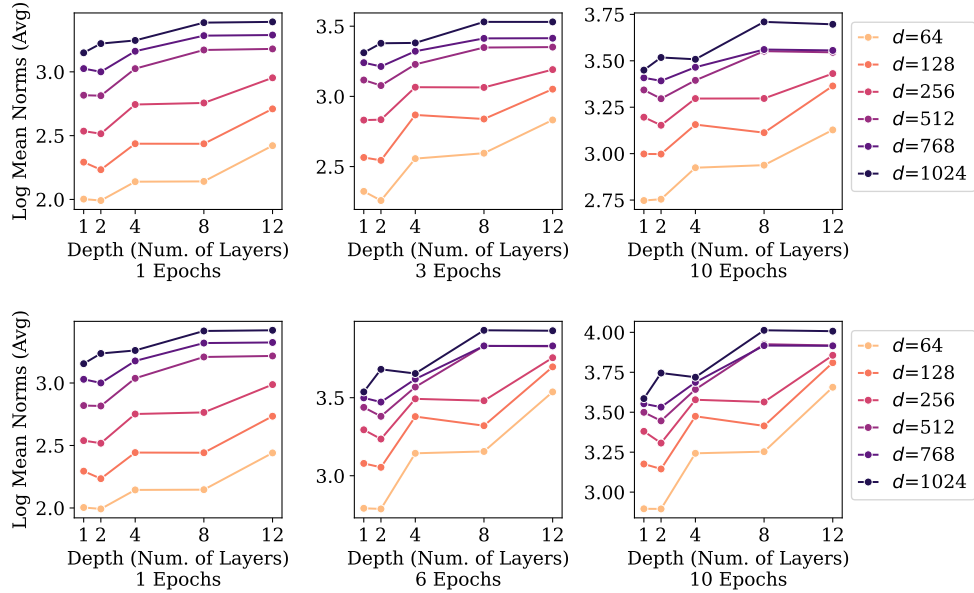 Log Mean Norms (Avg)
3.0
2.5
2.0
1 2 4 8 12
Depth (Num. of Layers)
1 Epochs
3.5
3.0
2.5
1 2 4 8 12
Depth (Num. of Layers)
3 Epochs
3.75
3.50
3.25
3.00
2.75
1 2 4 8 12
Depth (Num. of Layers)
10 Epochs
d=64
d=128
d=256
d=512
d=768
d=1024
Log Mean Norms (Avg)
3.0
2.5
2.0
1 2 4 8 12
Depth (Num. of Layers)
1 Epochs
3.5
3.0
1 2 4 8 12
Depth (Num. of Layers)
6 Epochs
4.00
3.75
3.50
3.25
3.00
1 2 4 8 12
Depth (Num. of Layers)
10 Epochs
d=64
d=128
d=256
d=512
d=768
d=1024